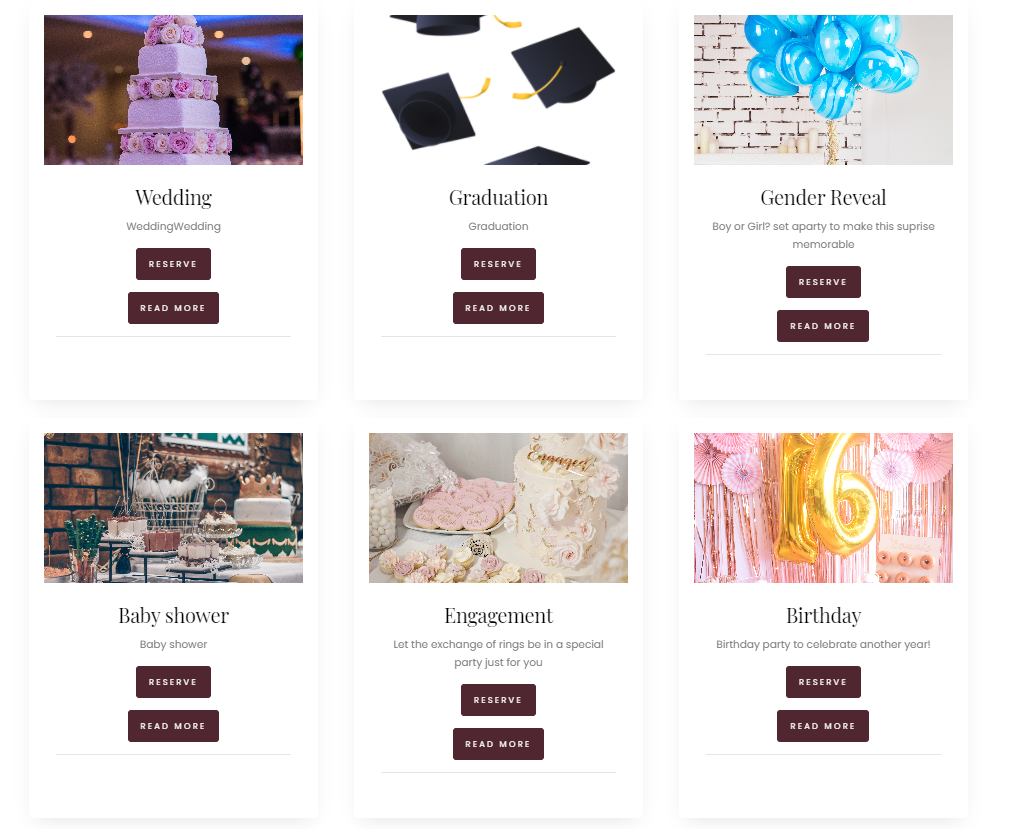 Wedding
WeddingWedding
RESERVE
READ MORE
Graduation
Graduation
RESERVE
READ MORE
Gender Reveal
Boy or Girl? set aparty to make this suprise
memorable
RESERVE
READ MORE
Baby shower
Baby shower
RESERVE
READ MORE
Engaged
Engagement
Let the exchange of rings be in a special
party just for you
RESERVE
READ MORE
16
Birthday
Birthday party to celebrate another year!
RESERVE
READ MORE